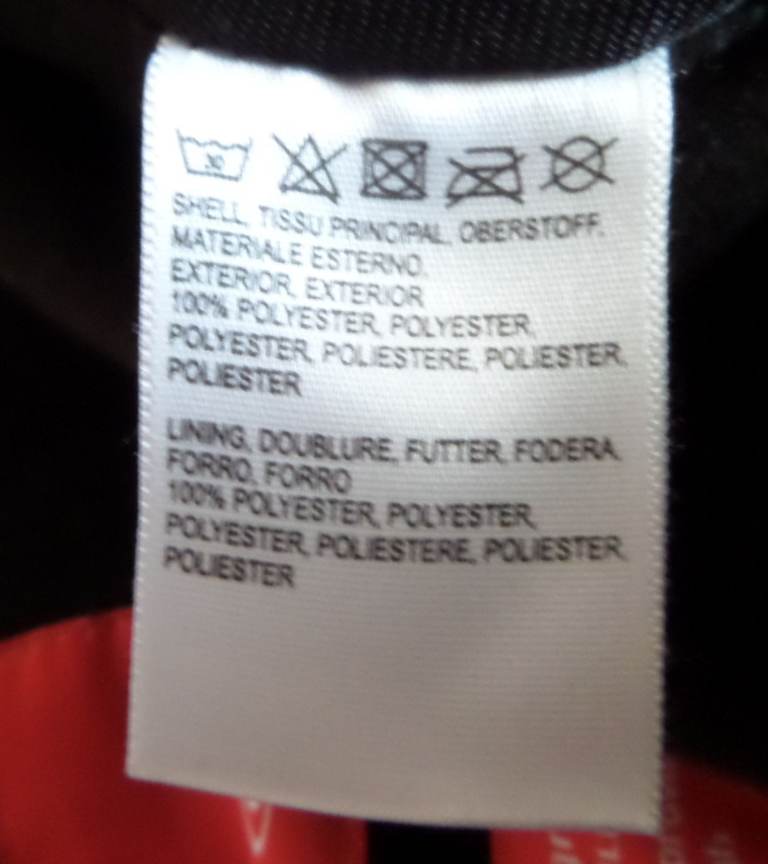 30
SHELL, TISSU PRINCIPAL, OBERSTOFF,
MATERIALE ESTERNO,
EXTERIOR, EXTERIOR
100% POLYESTER, POLYESTER,
POLYESTER, POLIESTERE, POLIESTER,
POLIESTER
LINING, DOUBLURE, FUTTER, FODERA,
FORRO, FORRO
100% POLYESTER, POLYESTER,
POLYESTER, POLIESTERE, POLIESTER,
POLIESTER